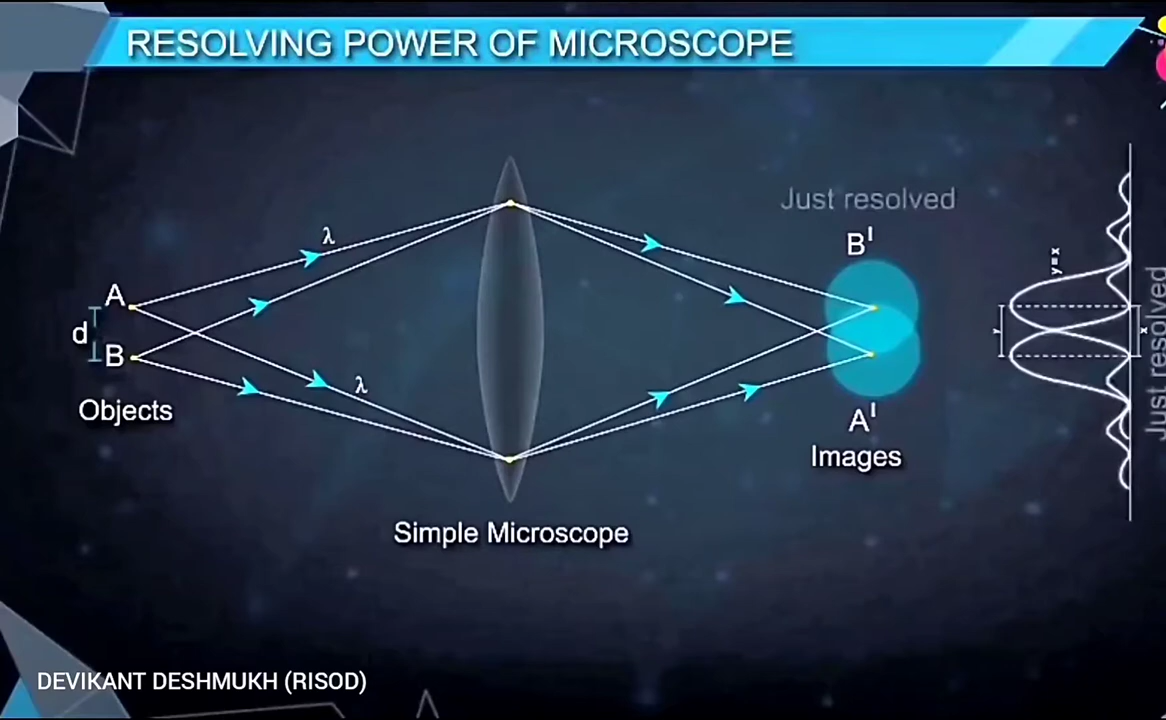 RESOLVING POWER OF MICROSCOPE
Just resolved
λ
B'
A
d
B
λ
Objects
A'
Images
Simple Microscope
y = x
y
x
Just resolved
DEVIKANT DESHMUKH (RISOD)